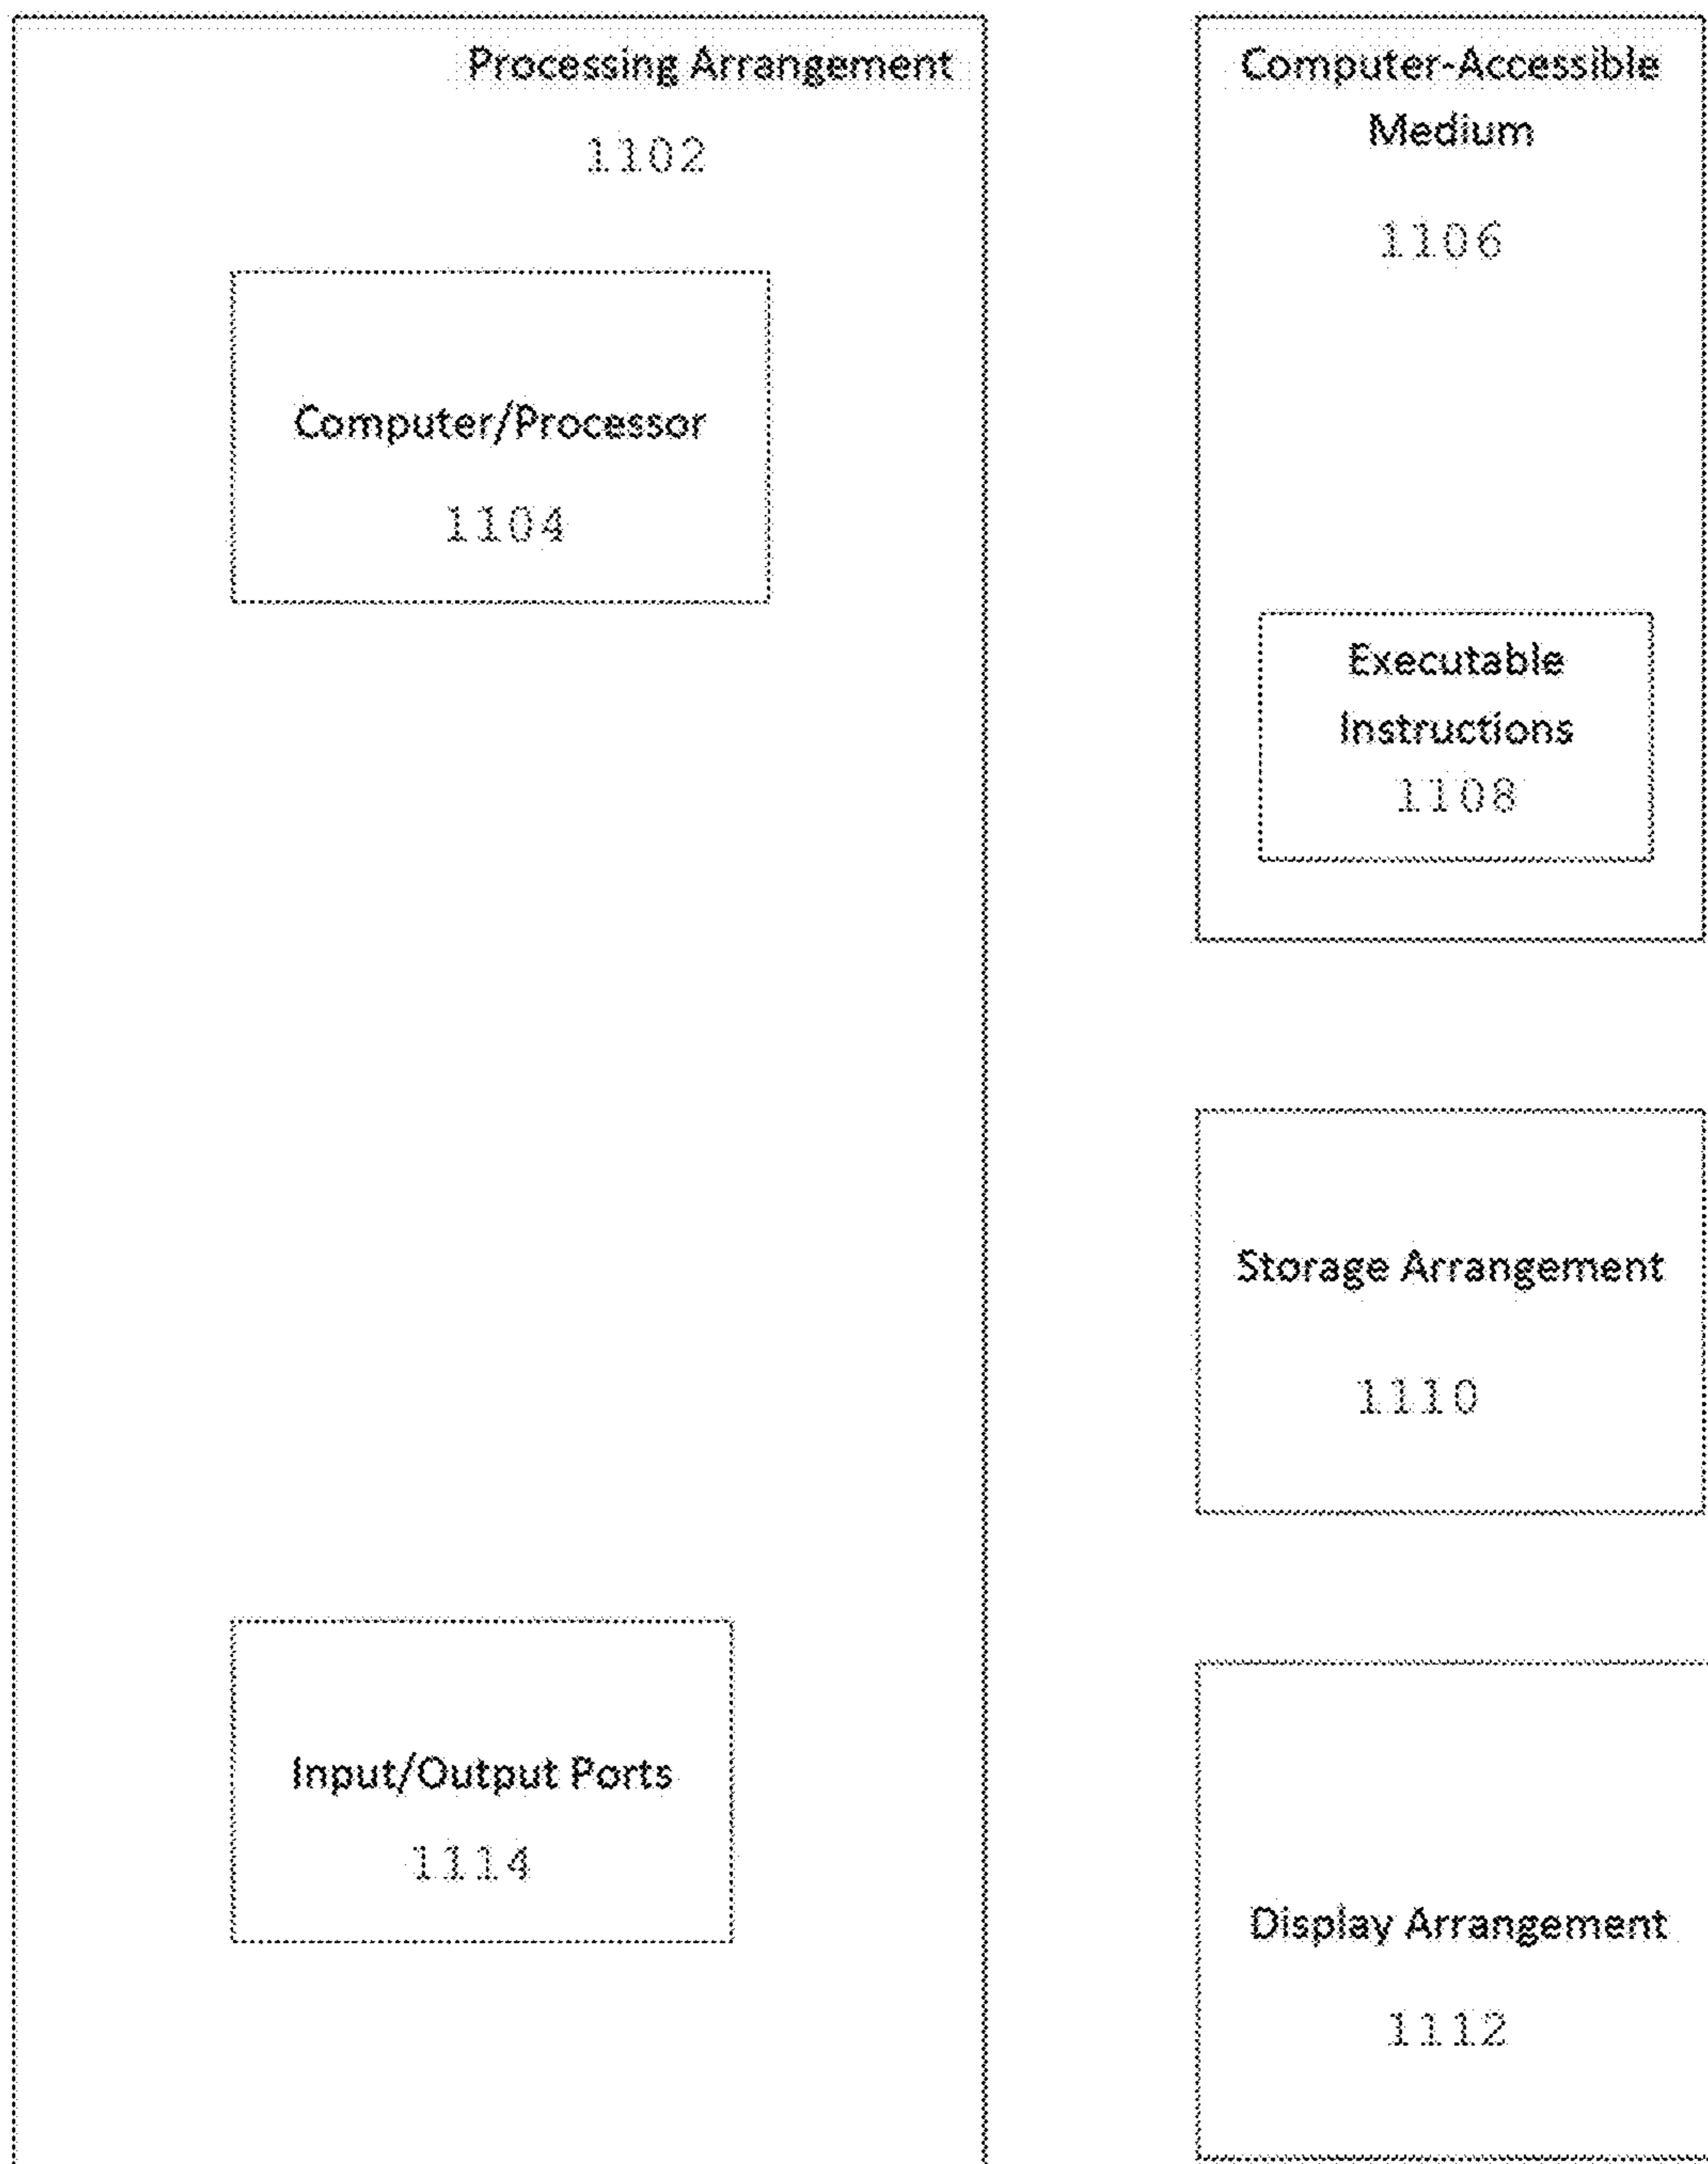 Processing Arrangement
1102
Computer/Processor
1104
Input/Output Ports
1114
Computer-Accessible
Medium
1106
Executable
Instructions
1108
Storage Arrangement
1110
Display Arrangement
1112